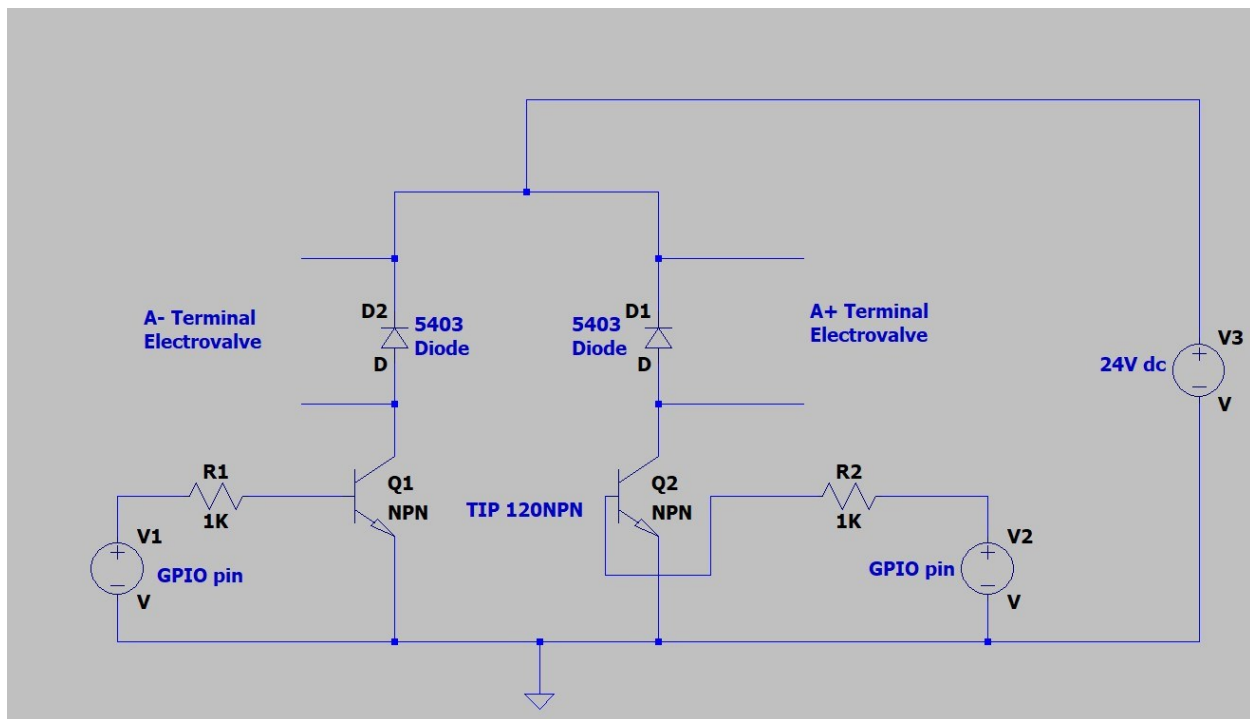 D2
5403
Diode
D
A- Terminal
Electrovalve
5403
Diode
D1
D
A+ Terminal
Electrovalve
24V dc
V3
V
R1
1K
Q1
NPN
TIP 120NPN
Q2
NPN
R2
1K
V1
GPIO pin
V
GPIO pin
V2
V